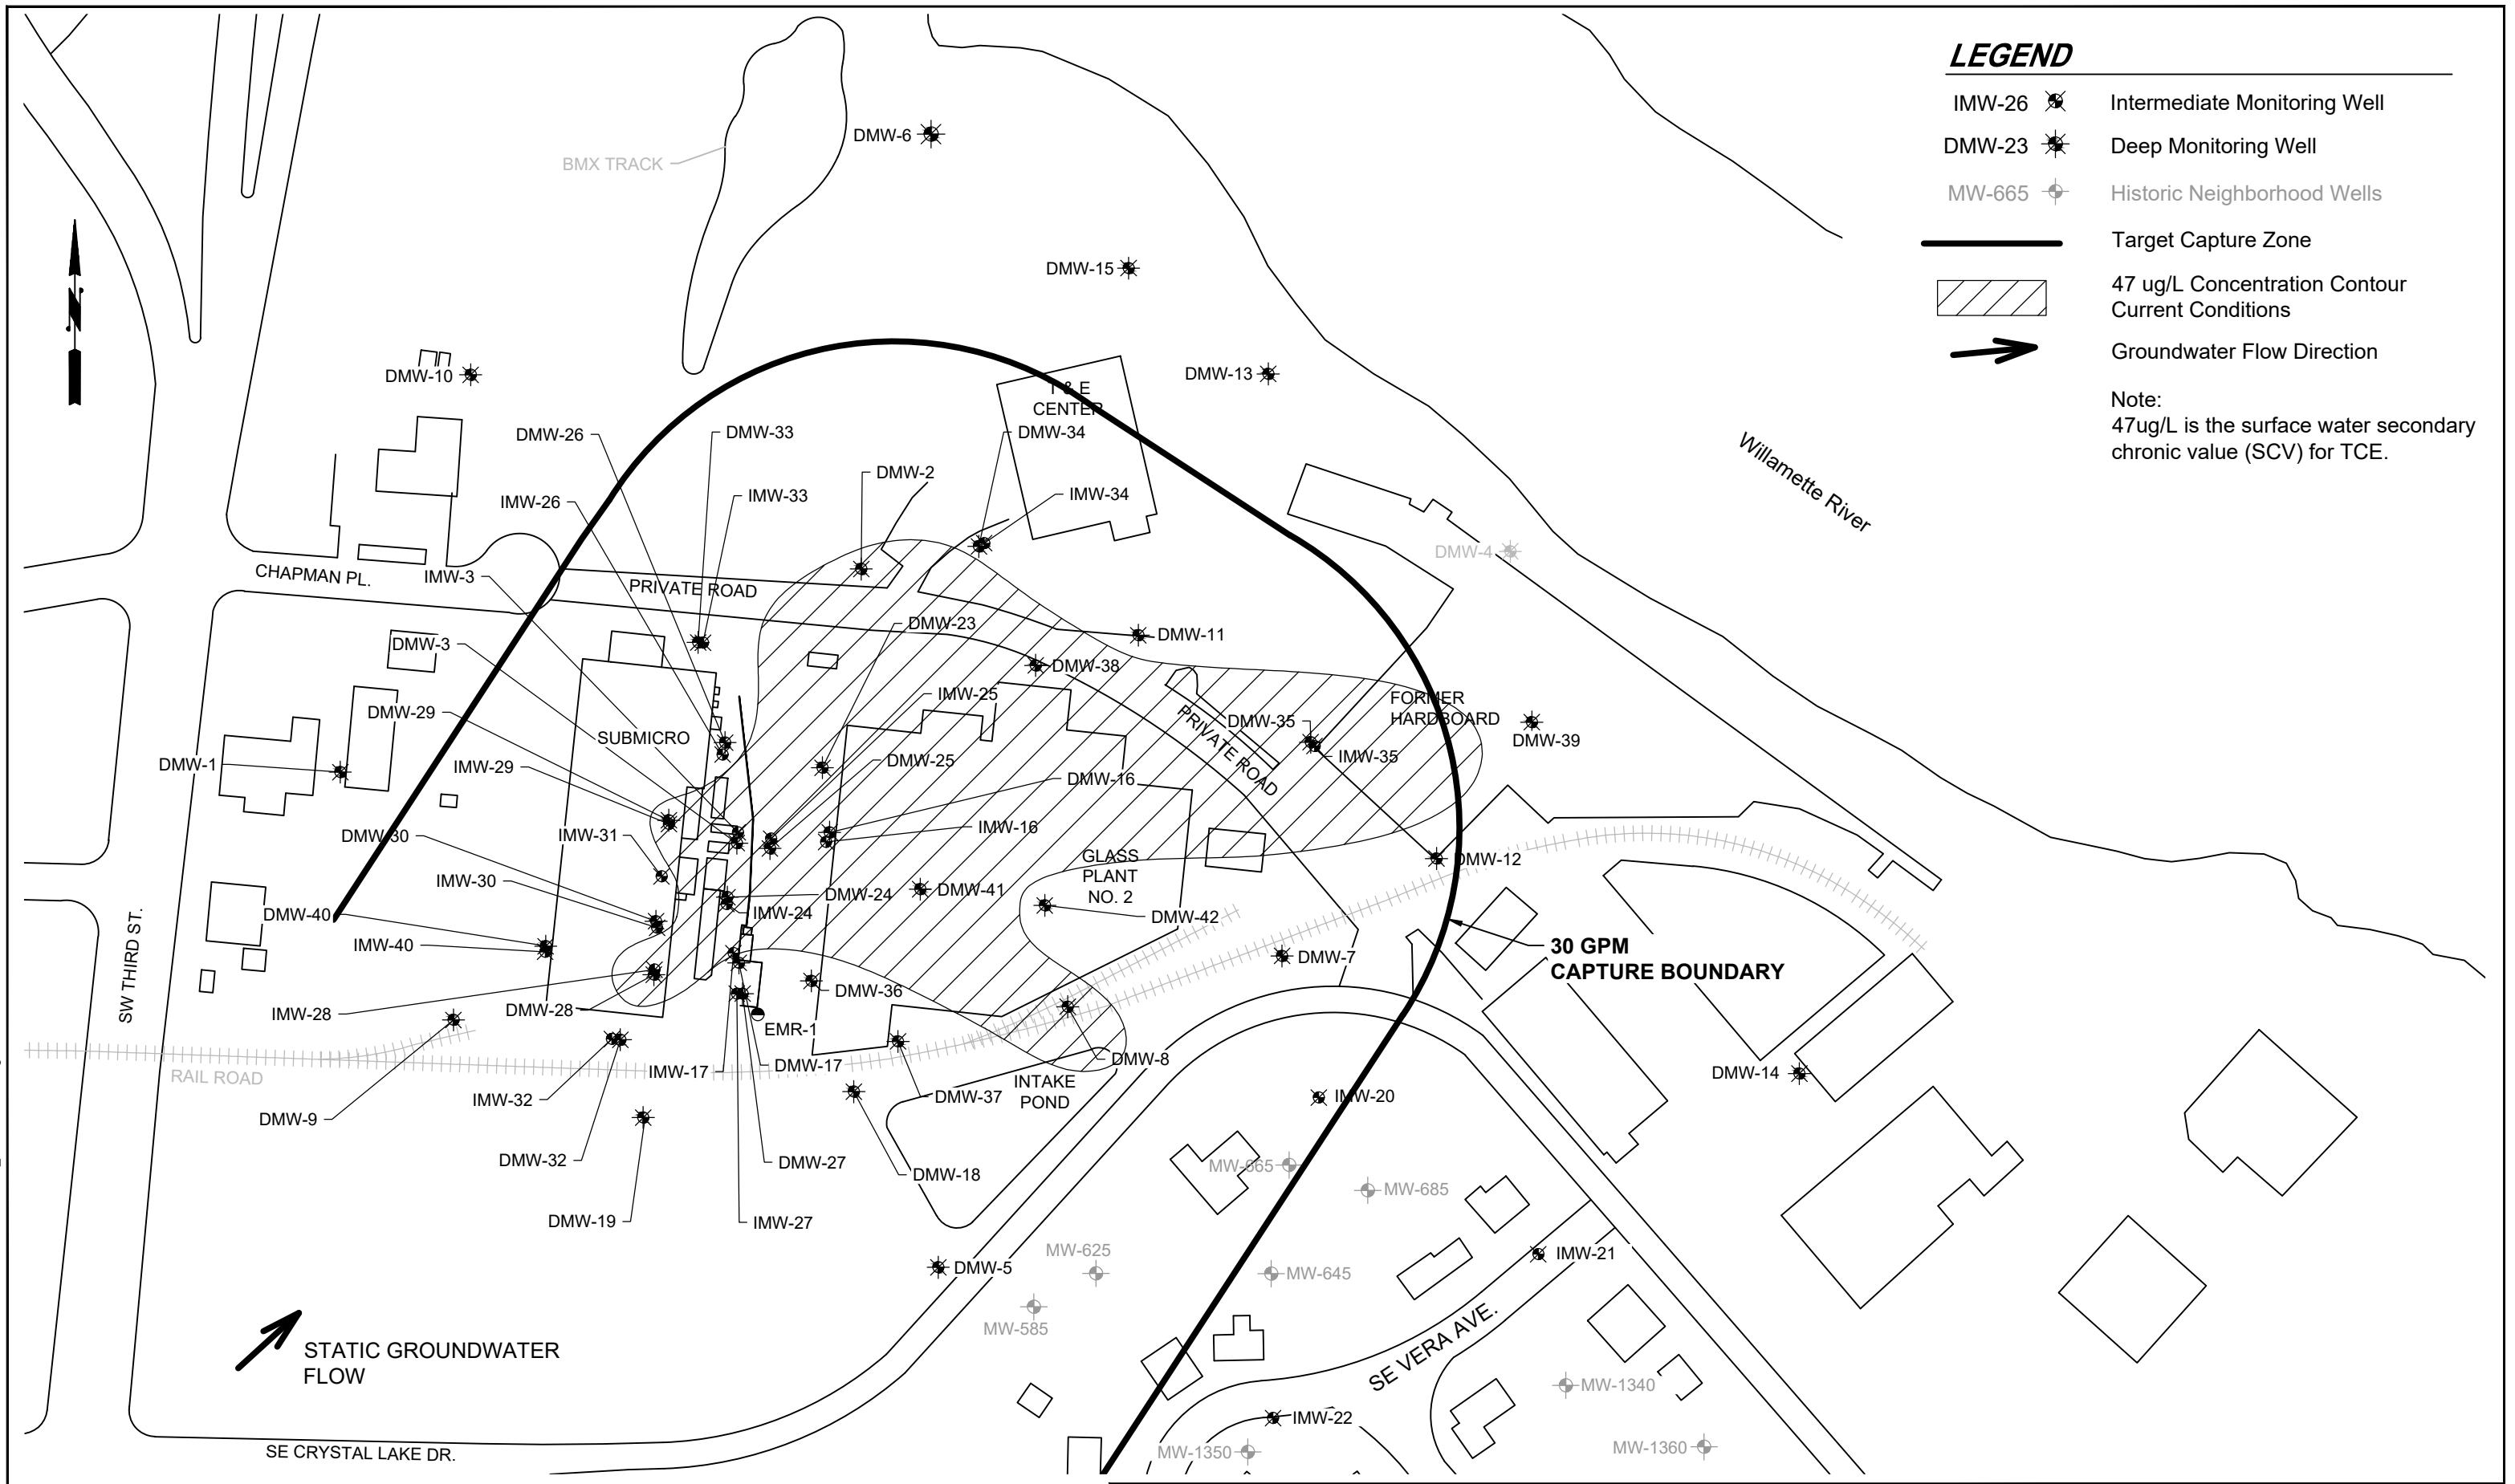 LEGEND
IMW-26 Intermediate Monitoring Well
DMW-23 Deep Monitoring Well
MW-665 Historic Neighborhood Wells
Target Capture Zone
47 ug/L Concentration Contour
Current Conditions
Groundwater Flow Direction
Note:
47ug/L is the surface water secondary
chronic value (SCV) for TCE.
N
DMW-6
BMX TRACK
DMW-15
DMW-10
DMW-13
T & E
CENTER
DMW-26
DMW-33
DMW-34
Willamette River
DMW-2
IMW-26
IMW-33
IMW-34
DMW-4
CHAPMAN PL.
IMW-3
PRIVATE ROAD
DMW-3
DMW-23
DMW-11
DMW-38
IMW-25
FORMER
HARDBOARD
DMW-29
DMW-35
DMW-39
PRIVATE ROAD
SUBMICRO
DMW-1
IMW-29
DMW-25
IMW-35
DMW-16
DMW-30
IMW-31
IMW-16
GLASS
PLANT
NO. 2
DMW-12
IMW-30
DMW-24
DMW-41
DMW-40
IMW-24
DMW-42
IMW-40
30 GPM
CAPTURE BOUNDARY
DMW-7
SW THIRD ST.
DMW-36
IMW-28
DMW-28
EMR-1
RAIL ROAD
IMW-17
DMW-17
DMW-8
DMW-14
INTAKE
POND
IMW-32
DMW-37
IMW-20
DMW-9
DMW-32
DMW-27
DMW-18
MW-665
MW-685
DMW-19
IMW-27
MW-625
IMW-21
DMW-5
MW-645
MW-585
STATIC GROUNDWATER
FLOW
SE VERA AVE.
MW-1340
IMW-22
SE CRYSTAL LAKE DR.
MW-1350
MW-1360